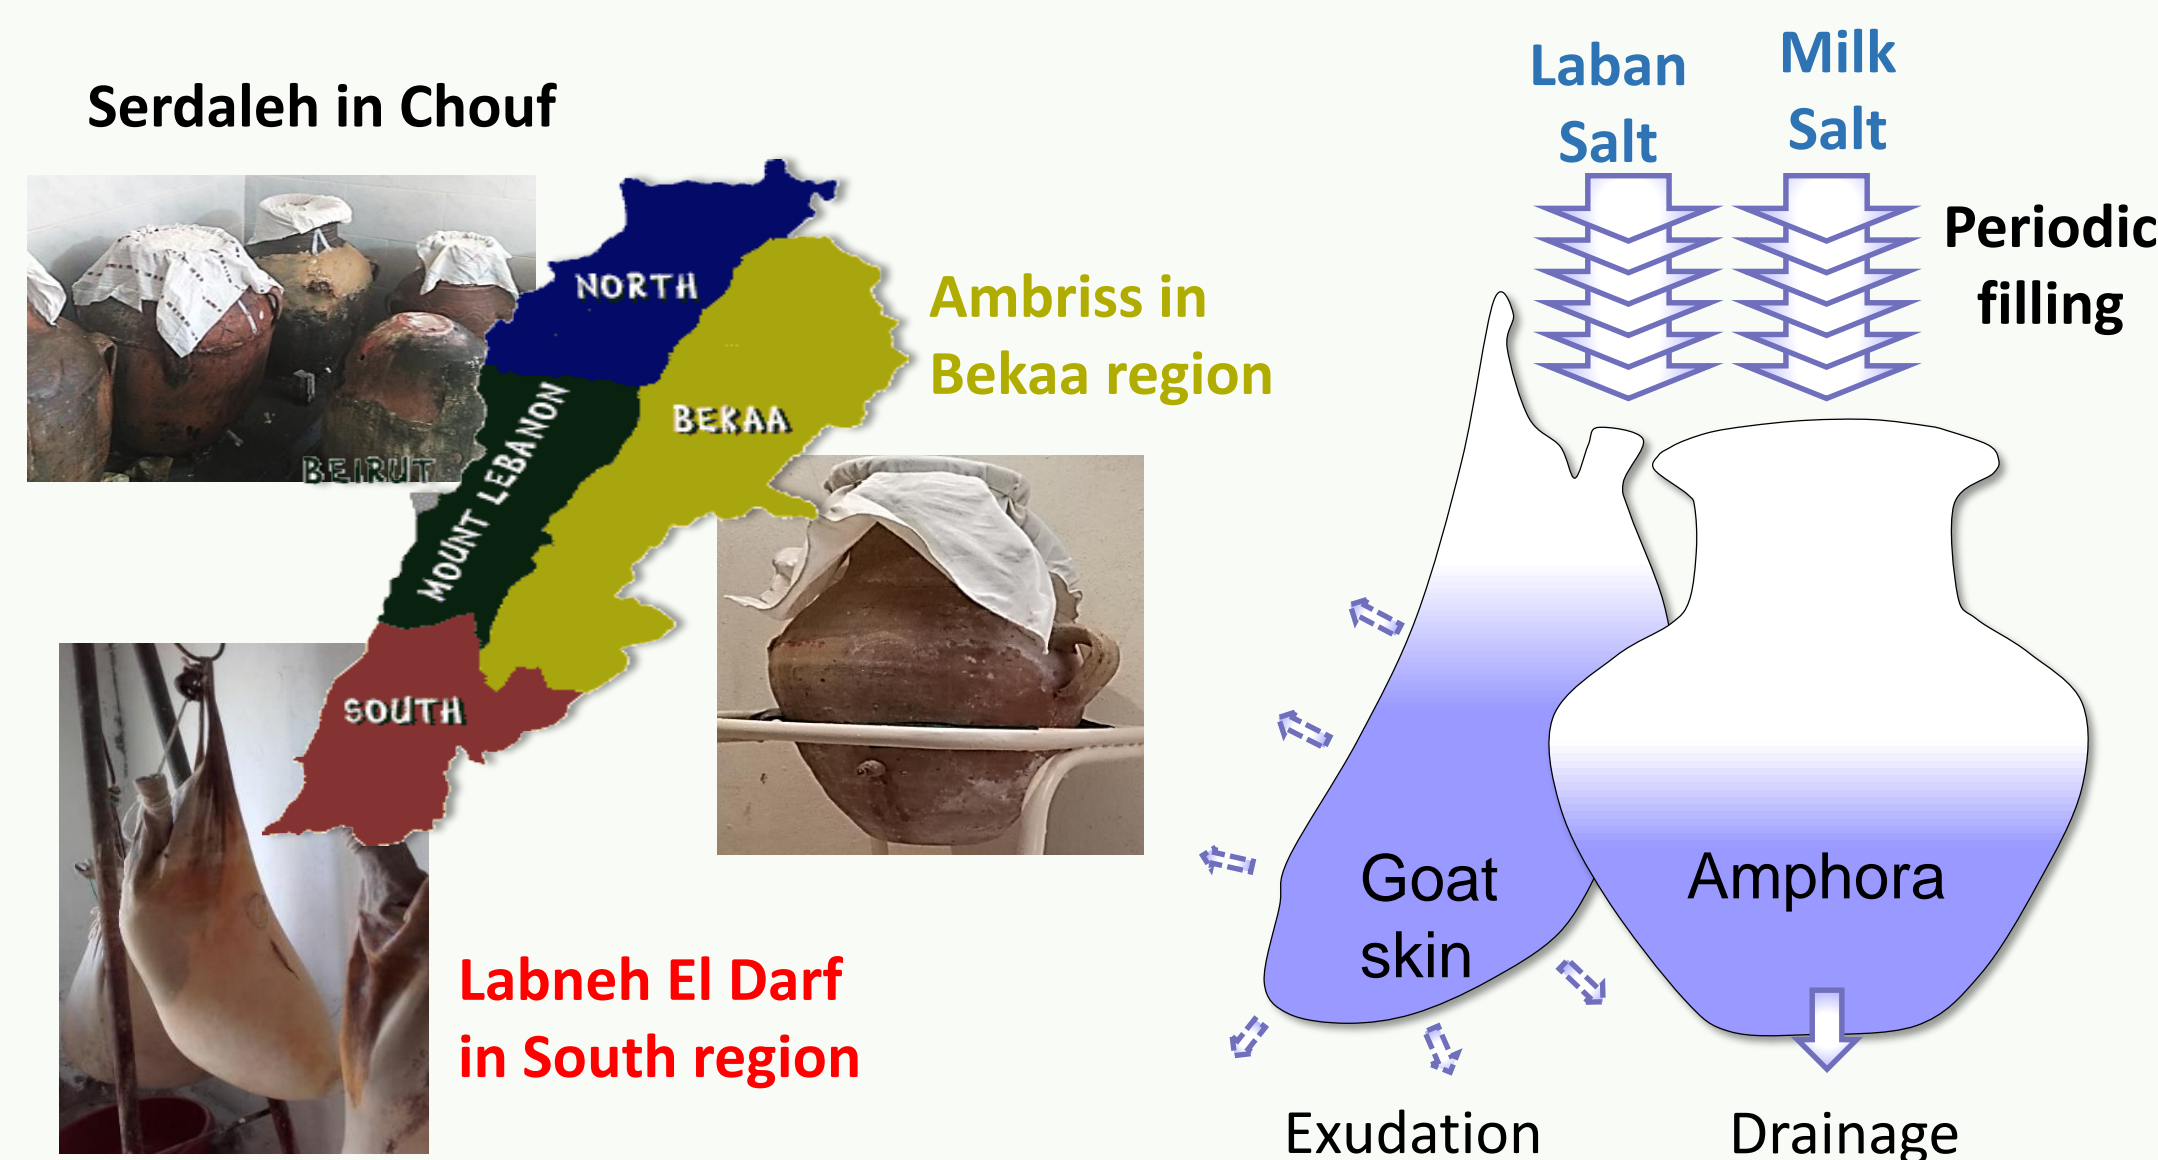 Serdaleh in Chouf
NORTH
BEKAA
MOUNT LEBANON
BEIRUT
SOUTH
Ambriss in
Bekaa region
Labneh El Darf
in South region
Laban
Salt
Milk
Salt
Periodic
filling
Goat
skin
Amphora
Exudation
Drainage